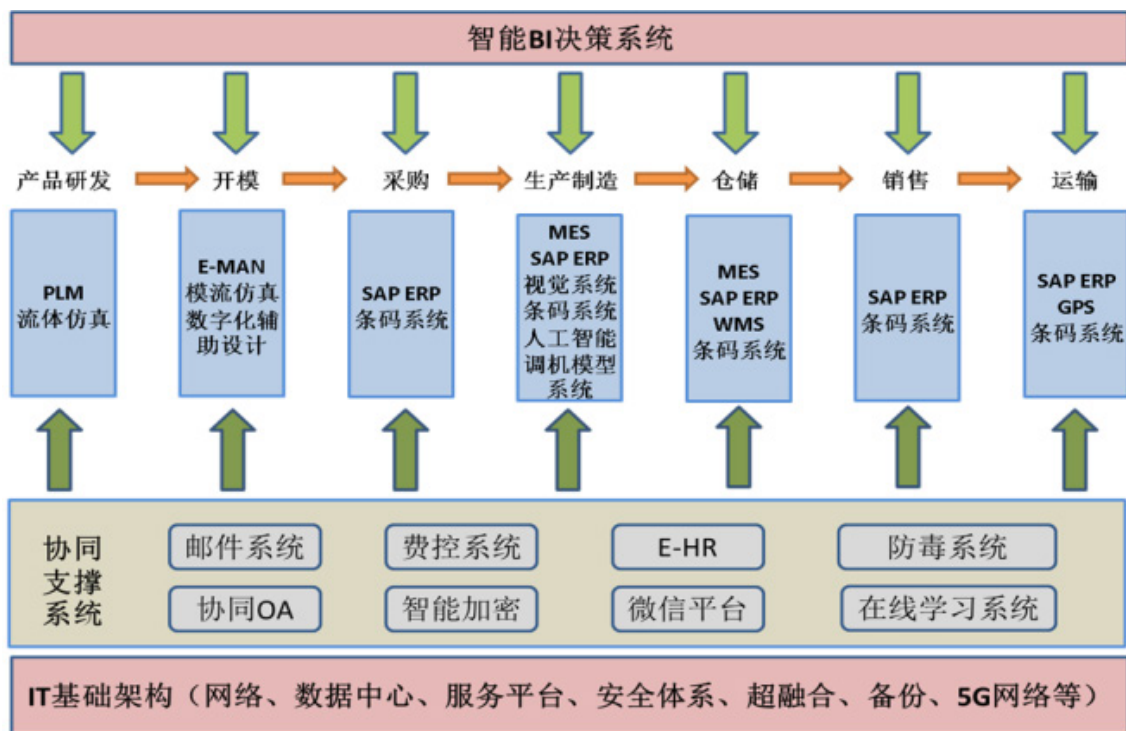 智能BI决策系统
产品研发
开模
采购
生产制造
仓储
销售
运输
PLM
流体仿真
E-MAN
模流仿真
数字化辅
助设计
SAP ERP
条码系统
MES
SAP ERP
视觉系统
条码系统
人工智能
调机模型
系统
MES
SAP ERP
WMS
条码系统
SAP ERP
条码系统
SAP ERP
GPS
条码系统
协同
支撑
系统
邮件系统
费控系统
E-HR
防毒系统
协同OA
智能加密
微信平台
在线学习系统
IT基础架构（网络、数据中心、服务平台、安全体系、超融合、备份、5G网络等）